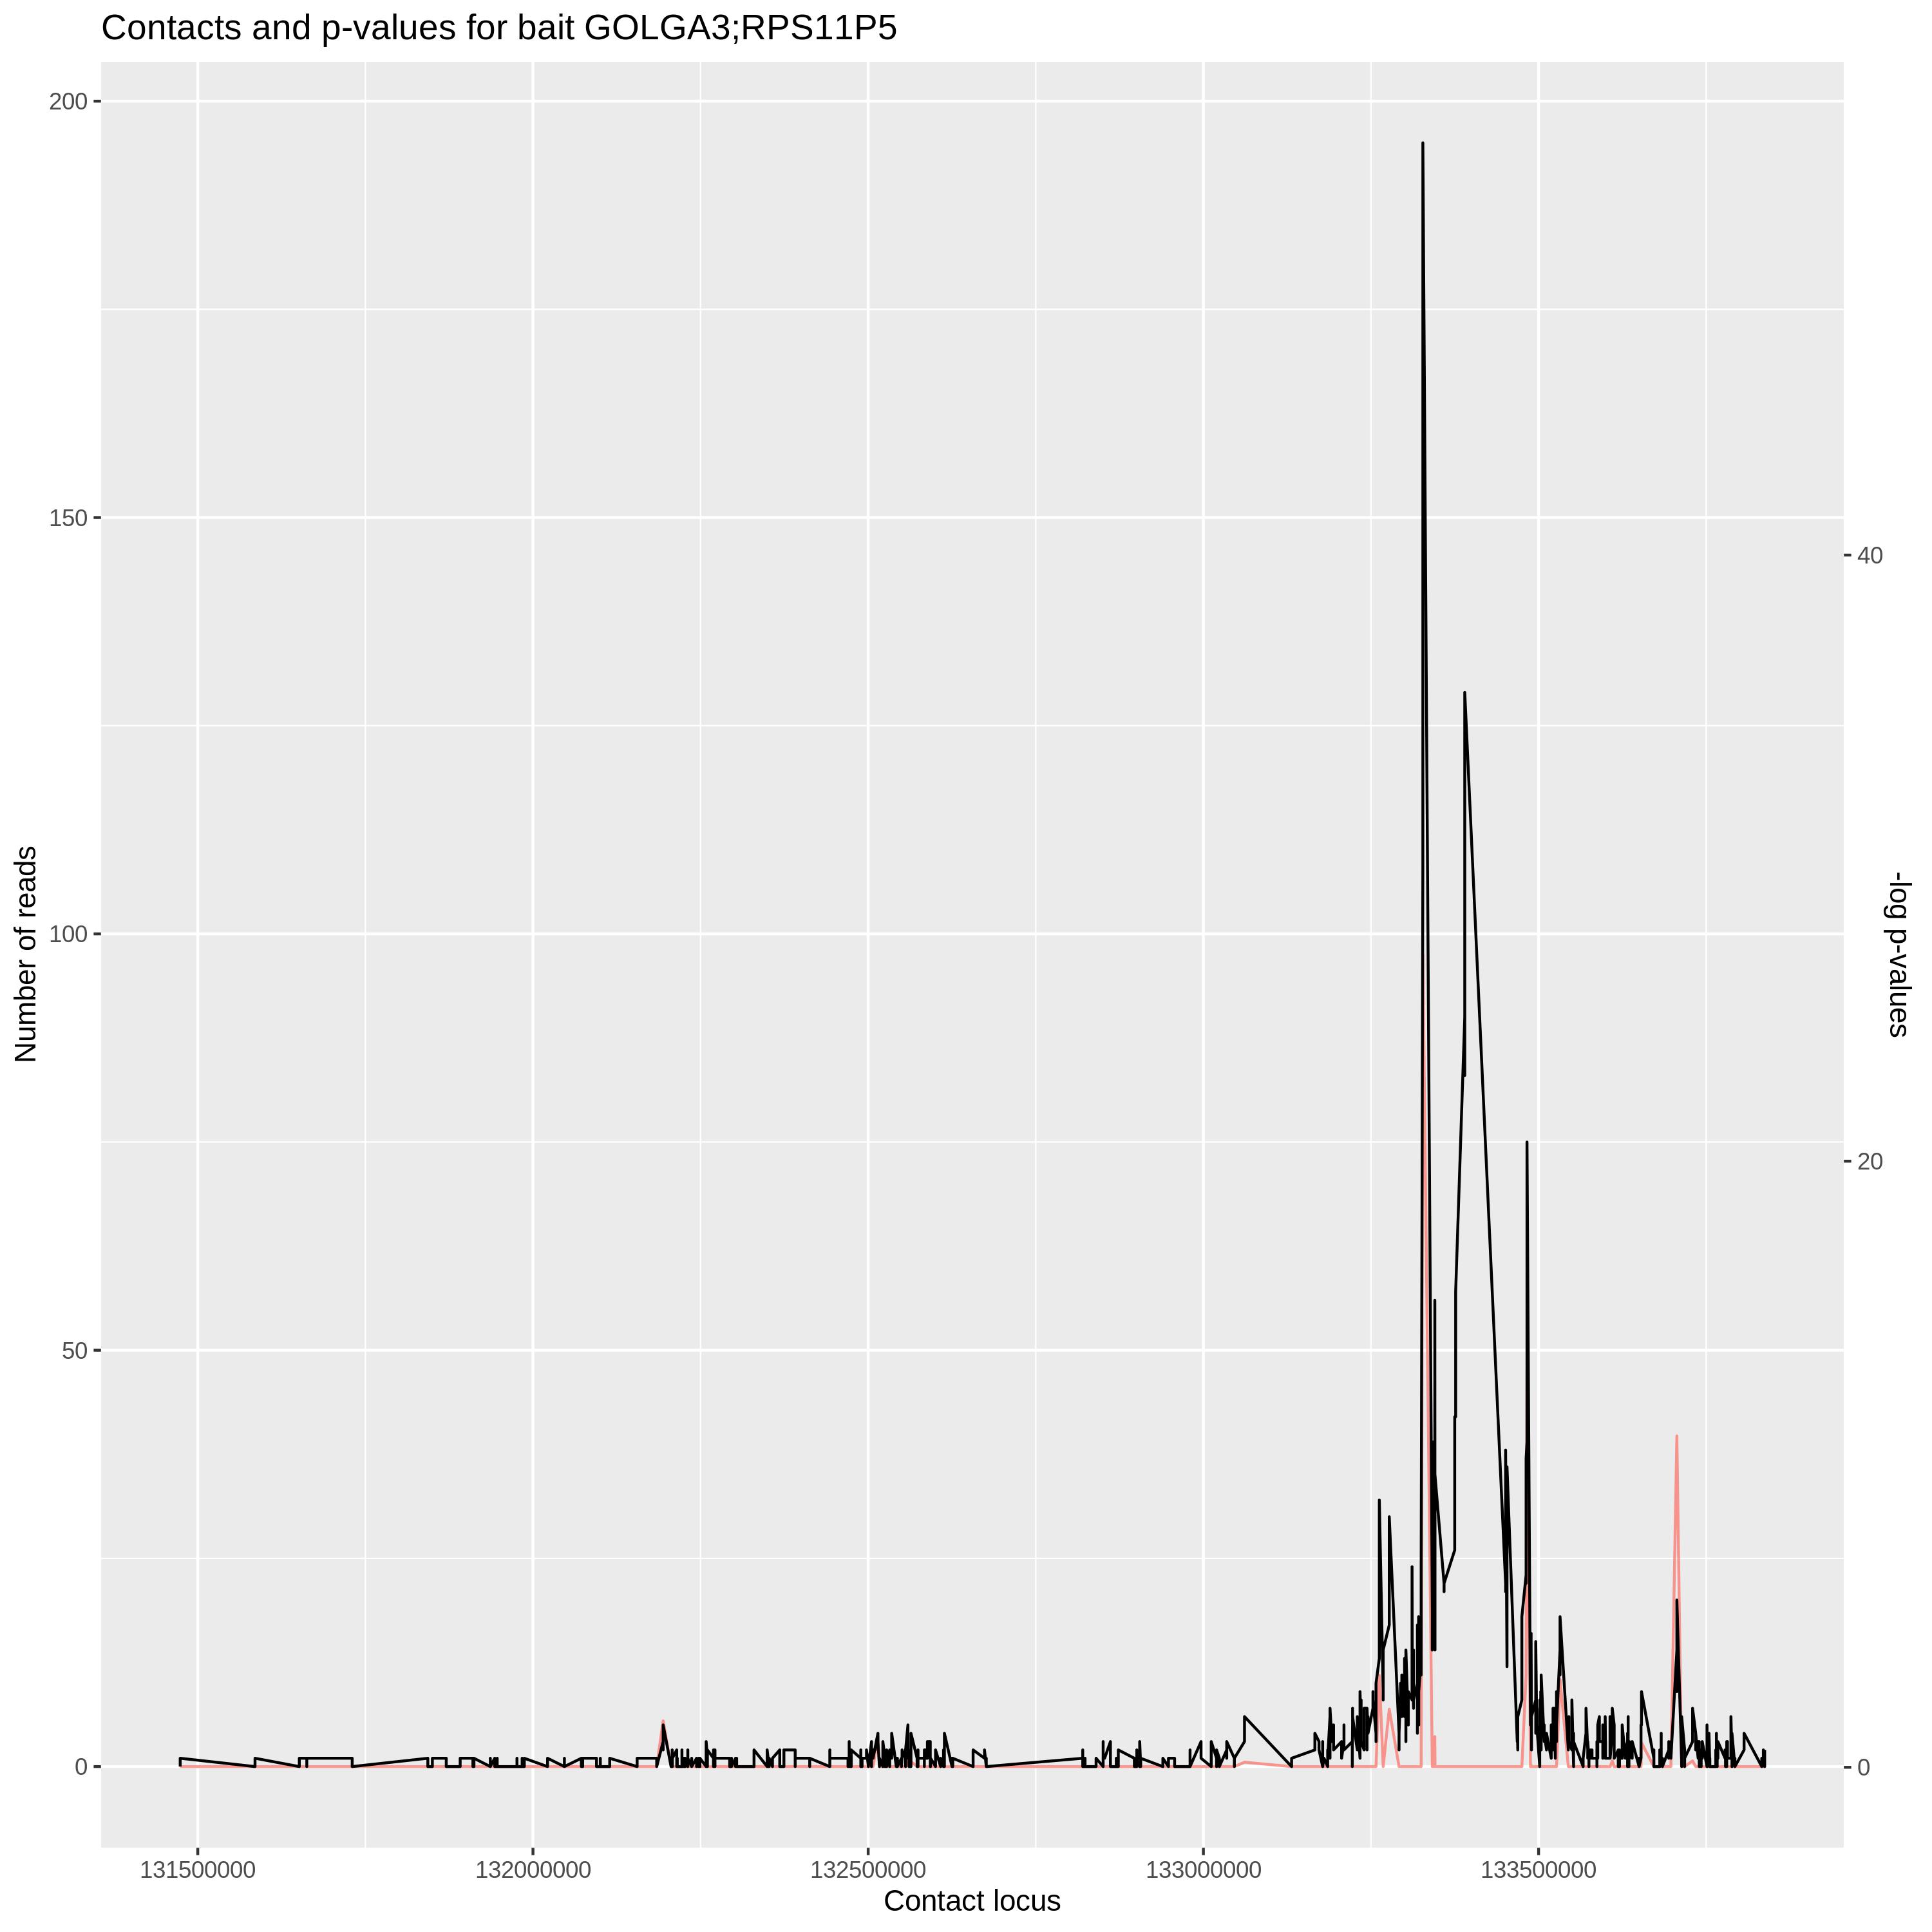 Contacts and p-values for bait GOLGA3;RPS11P5
200
150
100
50
0
Number of reads
40
20
0
-log p-values
131500000 132000000 132500000 133000000 133500000
Contact locus